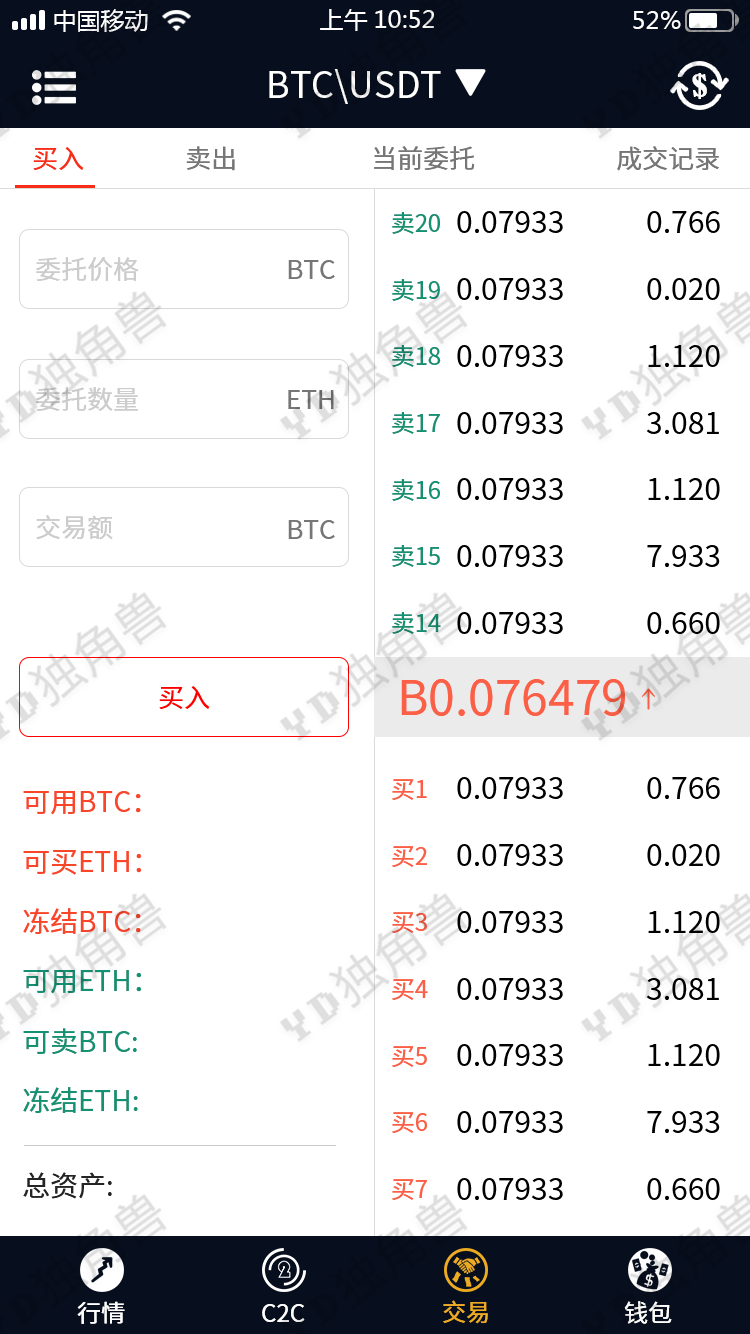 中国移动 上午 10:52 52%
BTC\USDT ▼
买入 卖出 当前委托 成交记录
委托价格 BTC
委托数量 ETH
交易额 BTC
买入
可用BTC：
可买ETH：
冻结BTC：
可用ETH：
可卖BTC:
冻结ETH:
总资产:
卖20 0.07933 0.766
卖19 0.07933 0.020
卖18 0.07933 1.120
卖17 0.07933 3.081
卖16 0.07933 1.120
卖15 0.07933 7.933
卖14 0.07933 0.660
B0.076479↑
买1 0.07933 0.766
买2 0.07933 0.020
买3 0.07933 1.120
买4 0.07933 3.081
买5 0.07933 1.120
买6 0.07933 7.933
买7 0.07933 0.660
行情 C2C 交易 钱包
YD独角兽